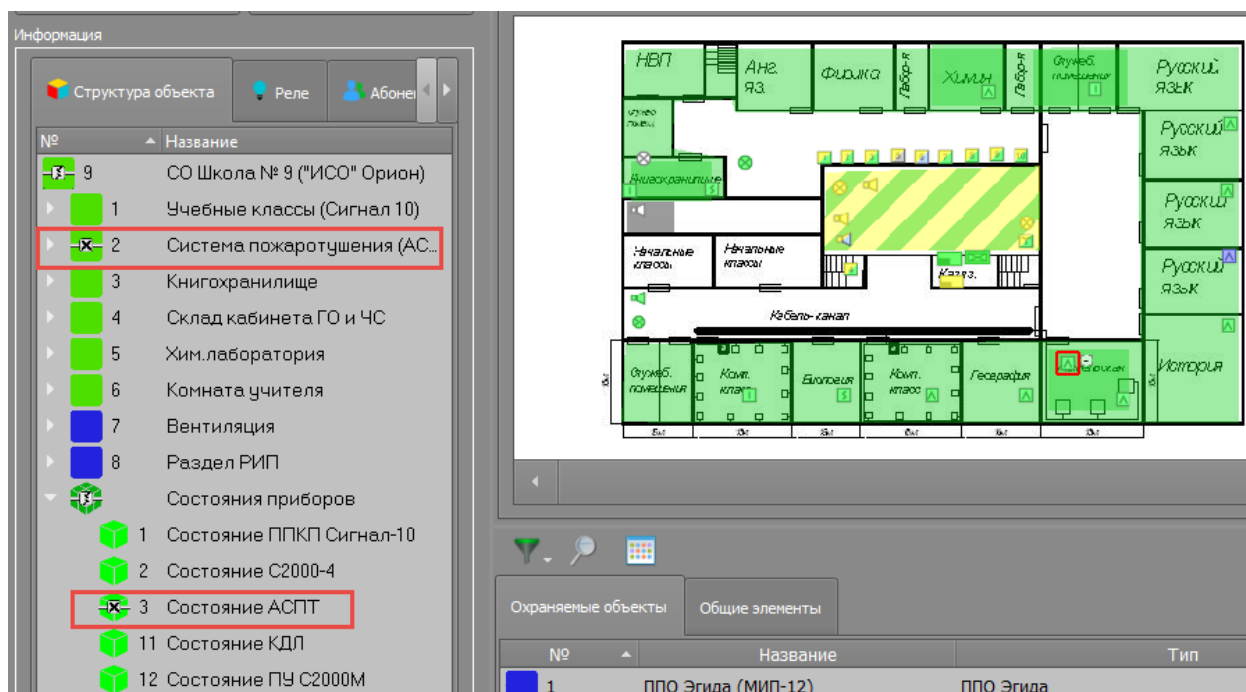 Информация
Структура объекта
Реле
Абонен
№
Название
9 СО Школа № 9 ("ИСО" Орион)
1 Учебные классы (Сигнал 10)
2 Система пожаротушения (АС...
3 Книгохранилище
4 Склад кабинета ГО и ЧС
5 Хим.лаборатория
6 Комната учителя
7 Вентиляция
8 Раздел РИП
Состояния приборов
1 Состояние ППКП Сигнал-10
2 Состояние С2000-4
3 Состояние АСПТ
11 Состояние КДЛ
12 Состояние ПУ С2000М
НВП
Анг.
яз.
Физика
Химия
Служеб.
Русский
язык
Русский
язык
Русский
язык
Русский
язык
Книгохранилище
Начальные
классы
Начальные
классы
Кабель-канал
Служеб.
помещения
Комп.
класс
Биология
Комп.
класс
География
История
Охраняемые объекты
Общие элементы
№
Название
Тип
1
ППО Эгида (МИП-12)
ППО Эгида